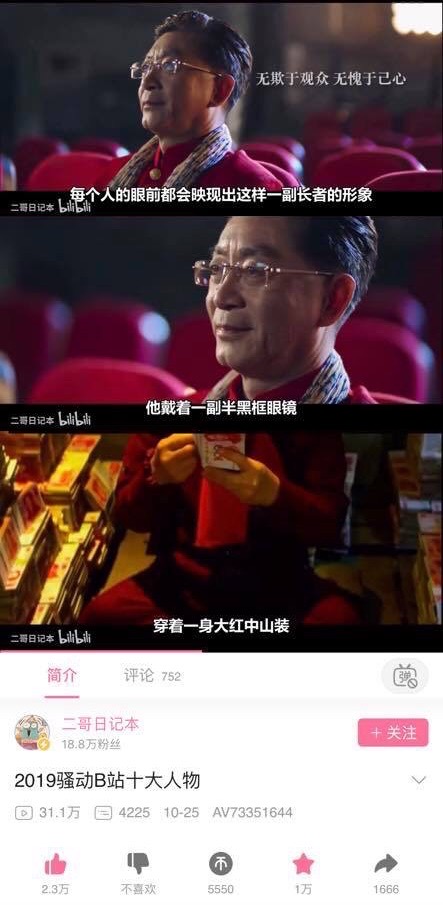 无欺于观众 无愧于己心
每个人的眼前都会映现出这样一副长者的形象
二哥日记本 bilibili
他戴着一副半黑框眼镜
二哥日记本 bilibili
穿着一身大红中山装
二哥日记本 bilibili
简介 评论 752 弹
二哥日记本
18.8万粉丝
+ 关注
2019骚动B站十大人物
31.1万 4225 10-25 AV73351644
2.3万 不喜欢 5550 1万 1666